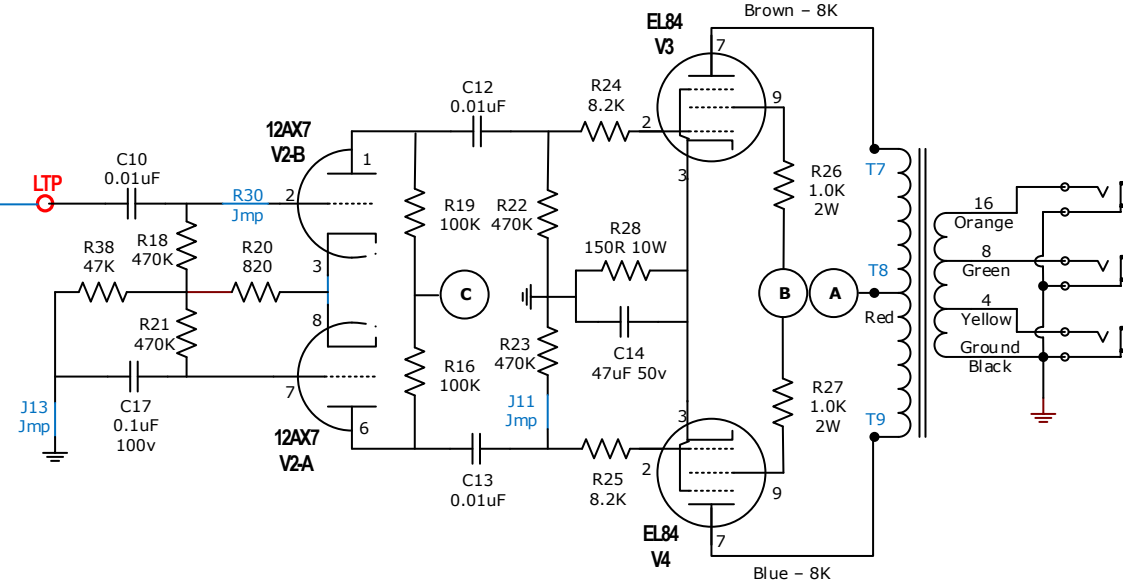 Brown – 8K
EL84
V3
7
C12
0.01uF
R24
8.2K
9
2
12AX7
V2-B
1
C10
0.01uF
R26
1.0K
2W
T7
3
LTP
R30
Jmp
2
R19
100K
R22
470K
16
Orange
R18
470K
R38
47K
R20
820
R28
150R 10W
3
8
Green
T8
C
B
A
8
Red
4
Yellow
R21
470K
R23
470K
C14
47uF 50v
Ground
Black
R16
100K
7
R27
1.0K
2W
J13
Jmp
C17
0.1uF
100v
J11
Jmp
3
T9
6
12AX7
V2-A
2
C13
0.01uF
R25
8.2K
9
EL84
V4
7
Blue – 8K